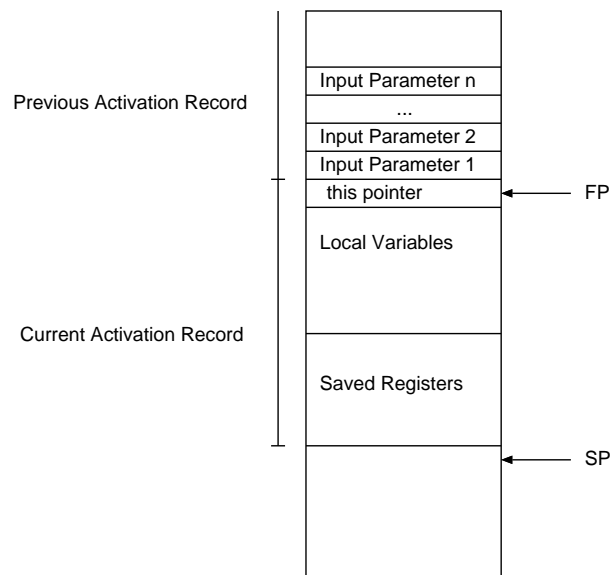 Input Parameter n
Previous Activation Record
...
Input Parameter 2
Input Parameter 1
this pointer
FP
Local Variables
Current Activation Record
Saved Registers
SP